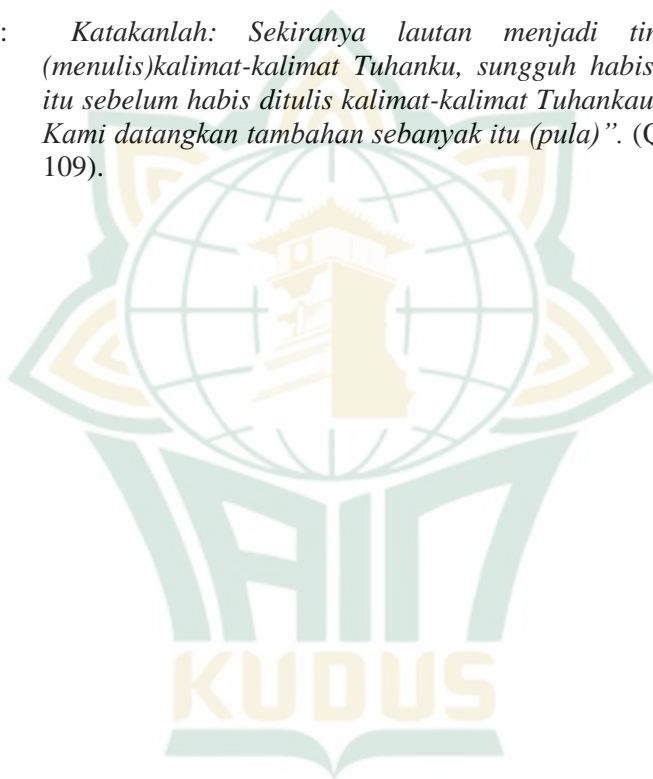 : Katakanlah: Sekiranya lautan menjadi
(menulis)kalimat-kalimat Tuhanku, sungguh habis
itu sebelum habis ditulis kalimat-kalimat Tuhankau
Kami datangkan tambahan sebanyak itu (pula)”.
109).
IAIN
KUDUS